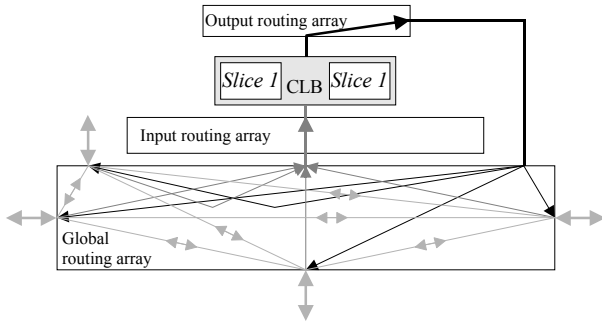 Output routing array
Slice 1 CLB Slice 1
Input routing array
Global
routing array